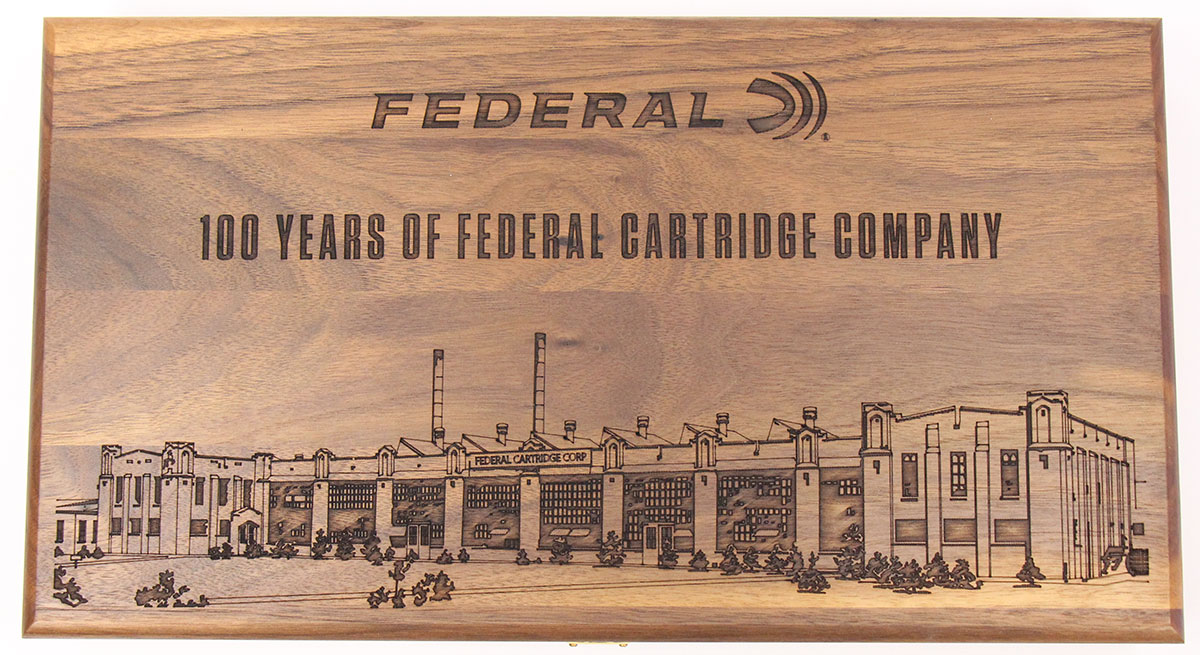 FEDERAL ®
100 YEARS OF FEDERAL CARTRIDGE COMPANY
FEDERAL CARTRIDGE CORP